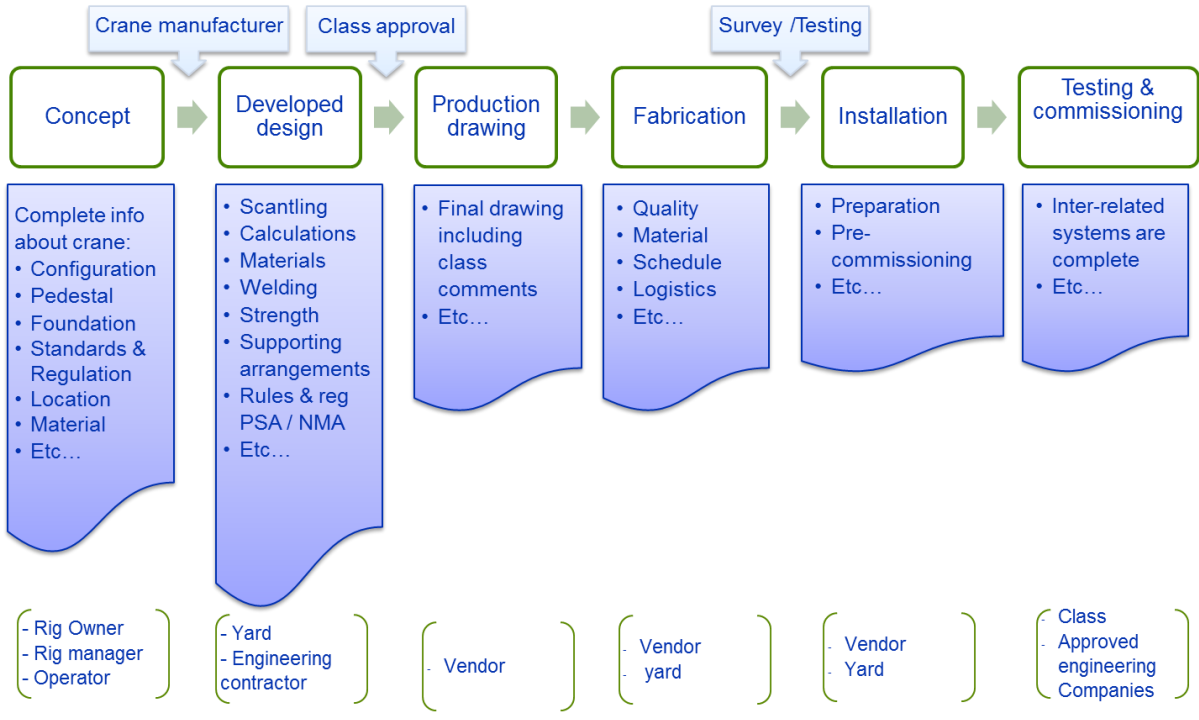 Crane manufacturer
Class approval
Survey /Testing
Concept
Developed
design
Production
drawing
Fabrication
Installation
Testing &
commissioning
Complete info
about crane:
• Configuration
• Pedestal
• Foundation
• Standards &
Regulation
• Location
• Material
• Etc…
• Scantling
• Calculations
• Materials
• Welding
• Strength
• Supporting
arrangements
• Rules & reg
PSA / NMA
• Etc…
• Final drawing
including
class
comments
• Etc…
• Quality
• Material
• Schedule
• Logistics
• Etc…
• Preparation
• Pre-
commissioning
• Etc…
• Inter-related
systems are
complete
• Etc…
- Rig Owner
- Rig manager
- Operator
- Yard
- Engineering
contractor
- Vendor
- Vendor
- yard
- Vendor
- Yard
- Class
- Approved
engineering
- Companies